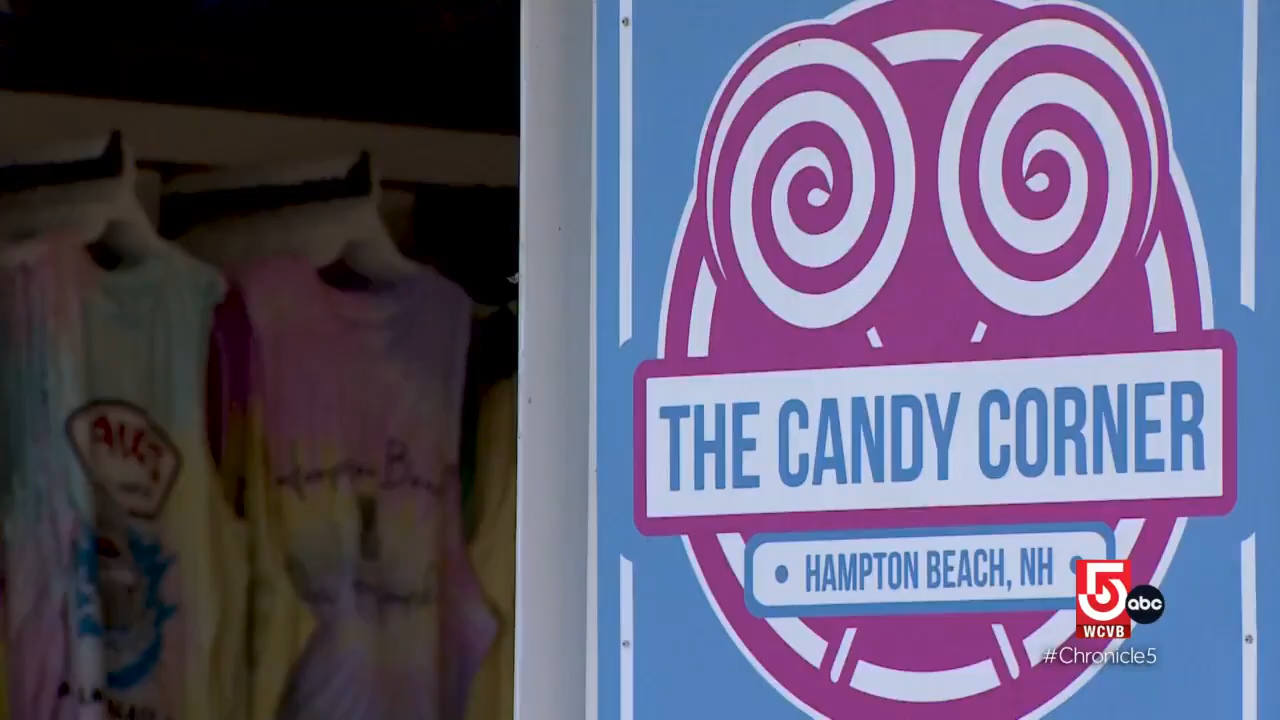 THE CANDY CORNER
HAMPTON BEACH, NH
5
abc
WCVB
#Chronicle5